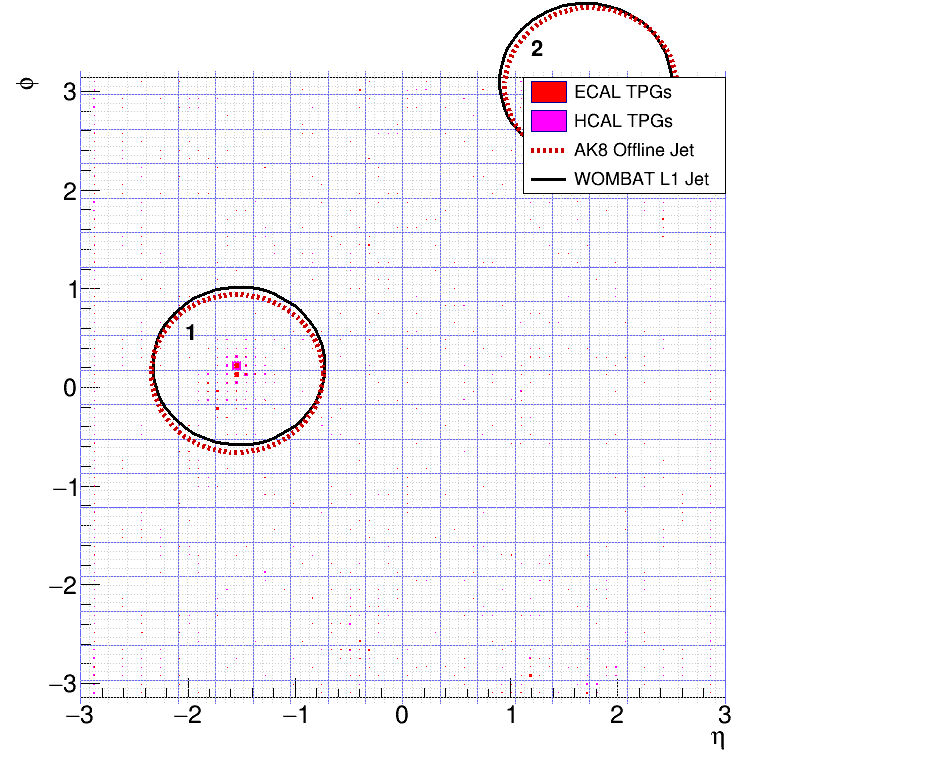 2
ϕ
3
ECAL TPGs
HCAL TPGs
AK8 Offline Jet
WOMBAT L1 Jet
2
1
1
0
−1
−2
−3
−3 −2 −1 0 1 2 3
η